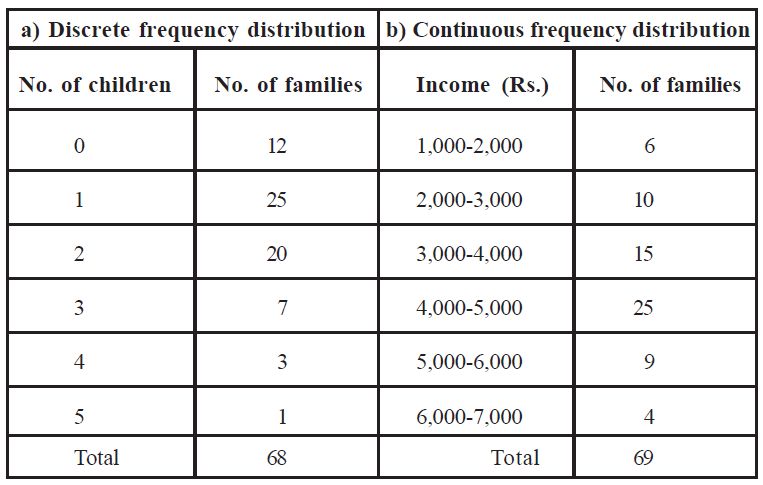 a) Discrete frequency distribution b) Continuous frequency distribution
No. of children No. of families Income (Rs.) No. of families
0 12 1,000-2,000 6
1 25 2,000-3,000 10
2 20 3,000-4,000 15
3 7 4,000-5,000 25
4 3 5,000-6,000 9
5 1 6,000-7,000 4
Total 68 Total 69